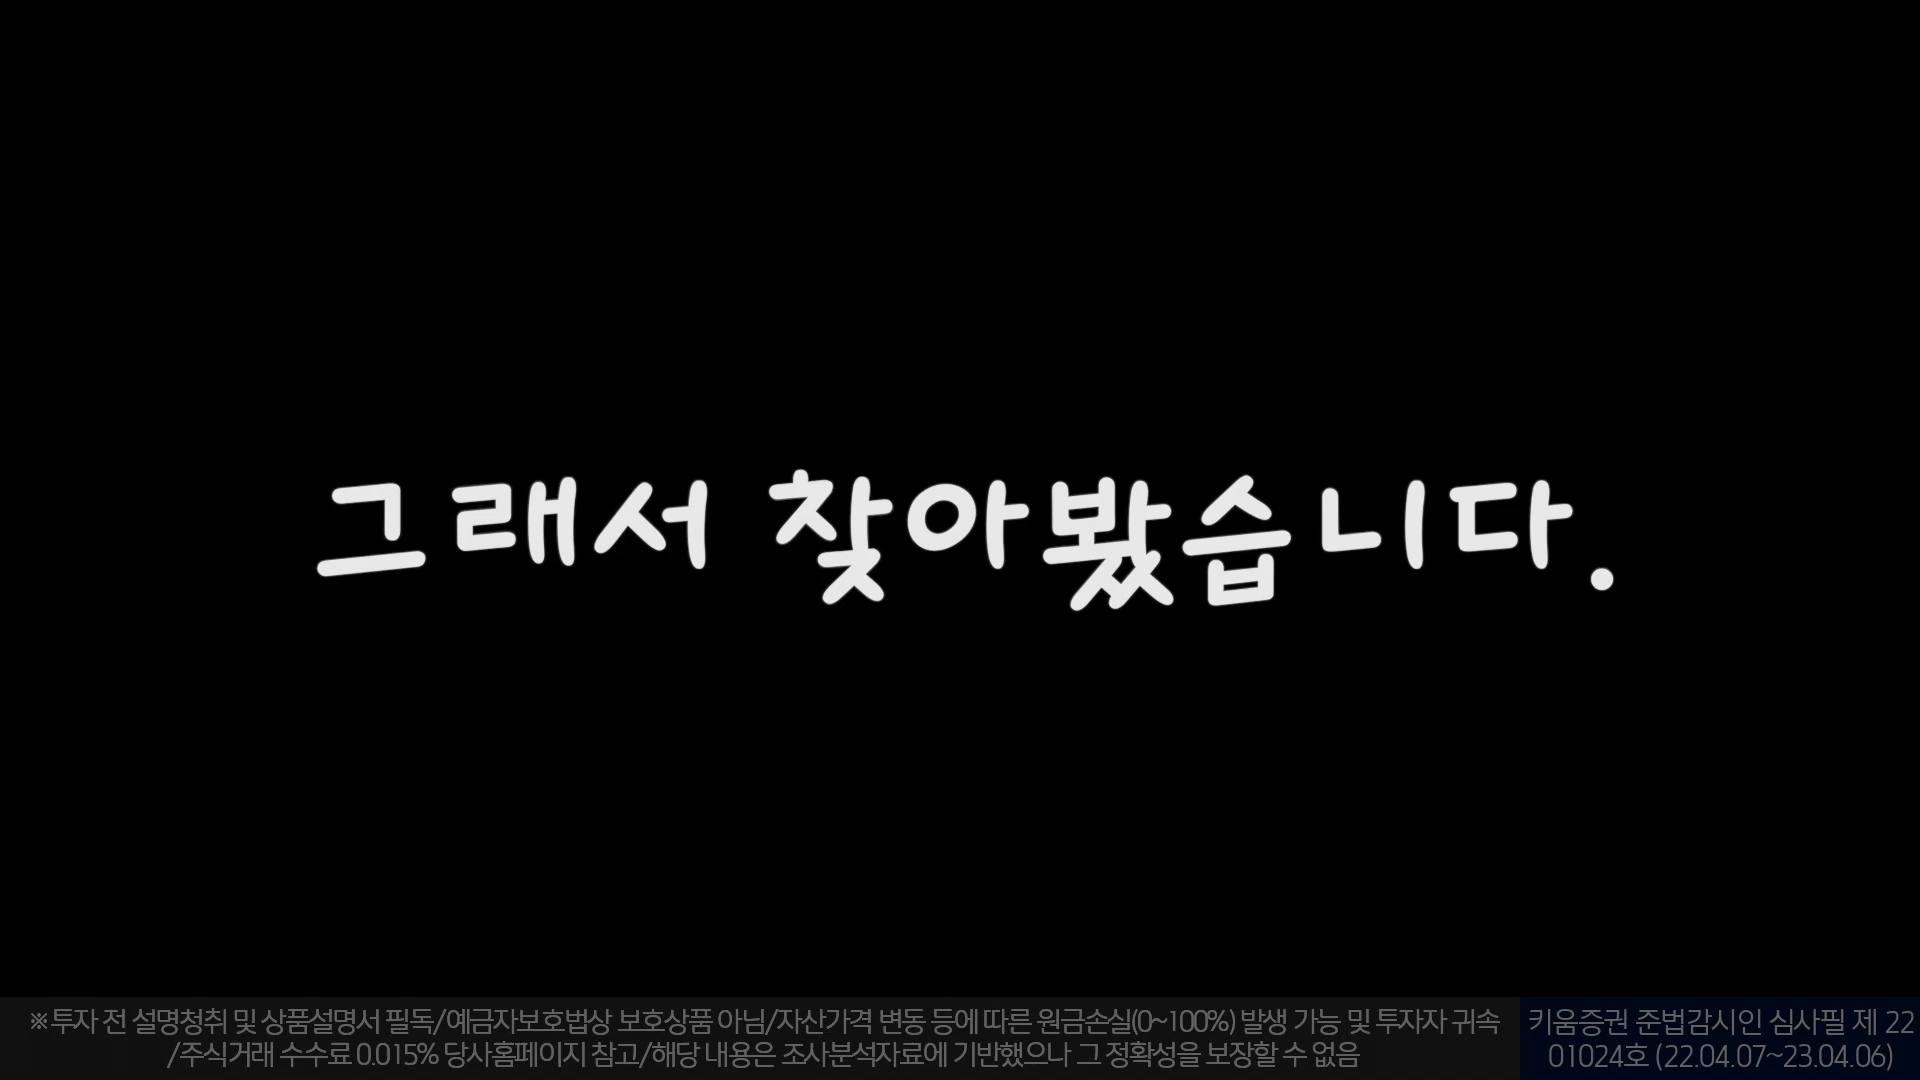 그래서 찾아봤습니다.
※투자 전 설명청취 및 상품설명서 필독/예금자보호법상 보호상품 아님/자산가격 변동 등에 따른 원금손실(0~100%) 발생 가능 및 투자자 귀속
/주식거래 수수료 0.015% 당사홈페이지 참고/해당 내용은 조사분석자료에 기반했으나 그 정확성을 보장할 수 없음
키움증권 준법감시인 심사필 제 22
01024호 (22.04.07~23.04.06)